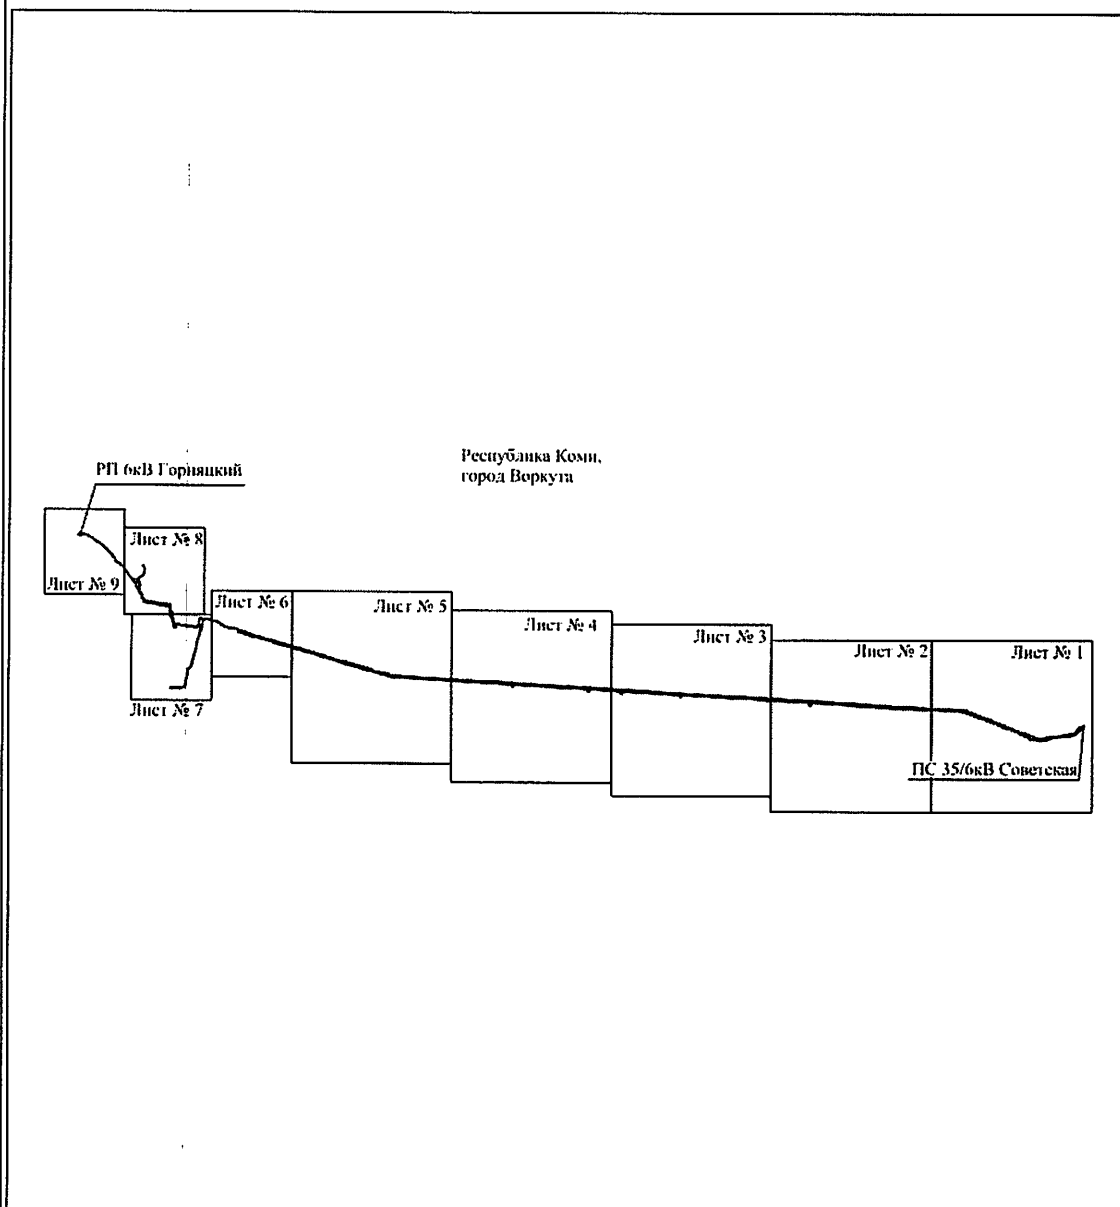 Республика Коми,
город Воркута
РП 6кВ Горняцкий
Лист № 8
Лист № 9
Лист № 6
Лист № 5
Лист № 4
Лист № 3
Лист № 2
Лист № 1
Лист № 7
ПС 35/6кВ Советская